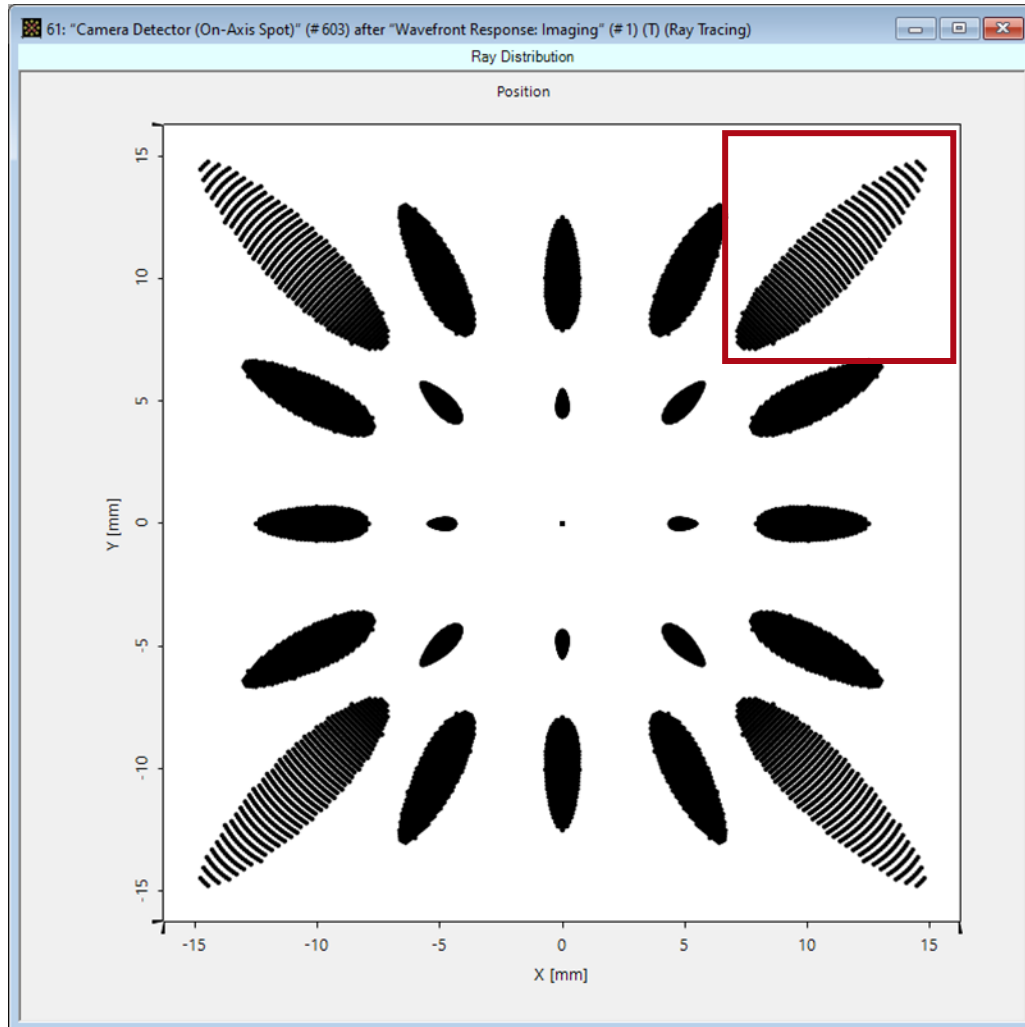 61: "Camera Detector (On-Axis Spot)" (#603) after "Wavefront Response: Imaging" (#1) (T) (Ray Tracing)
Ray Distribution
Position
15
10
5
0
-5
-10
-15
Y [mm]
-15 -10 -5 0 5 10 15
X [mm]